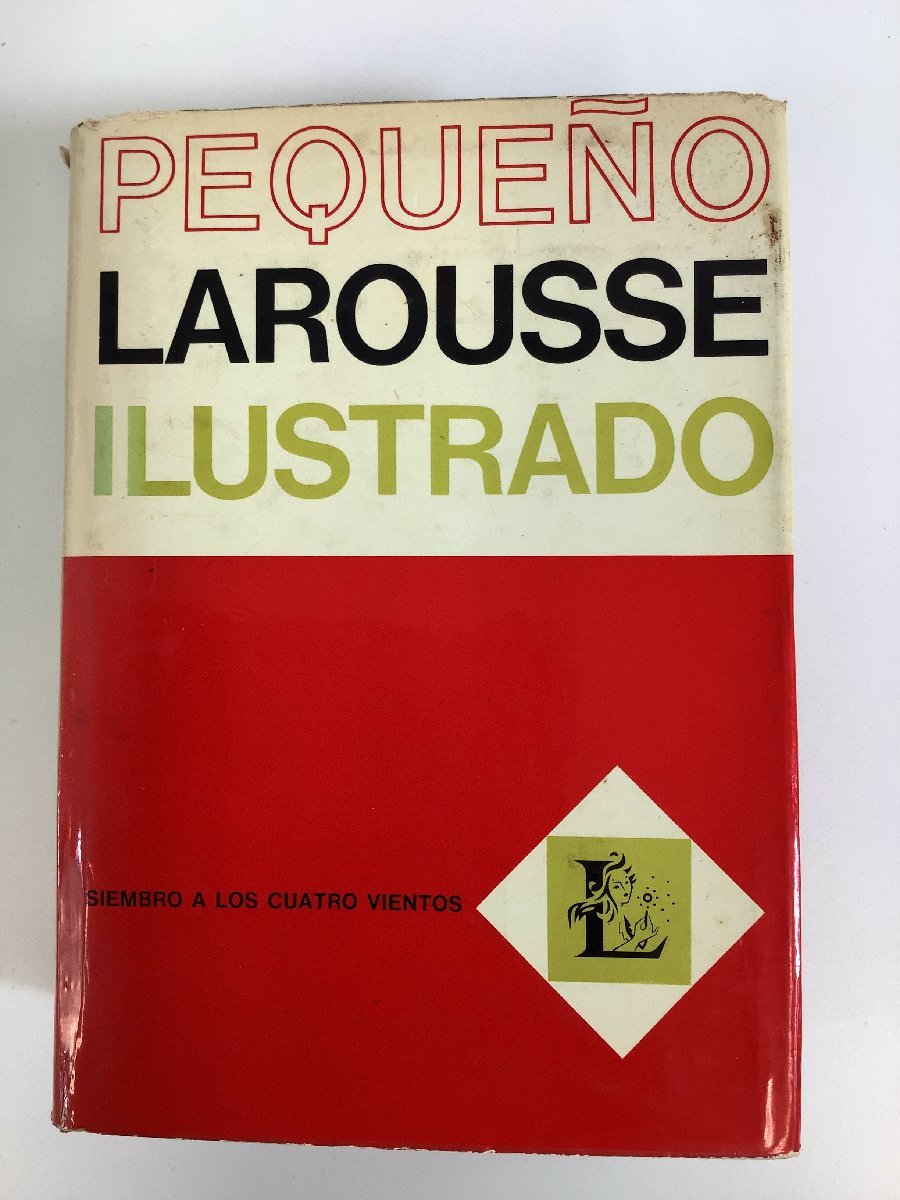 PEQUEÑO
LAROUSSE
ILUSTRADO
SIEMBRO A LOS CUATRO VIENTOS
L